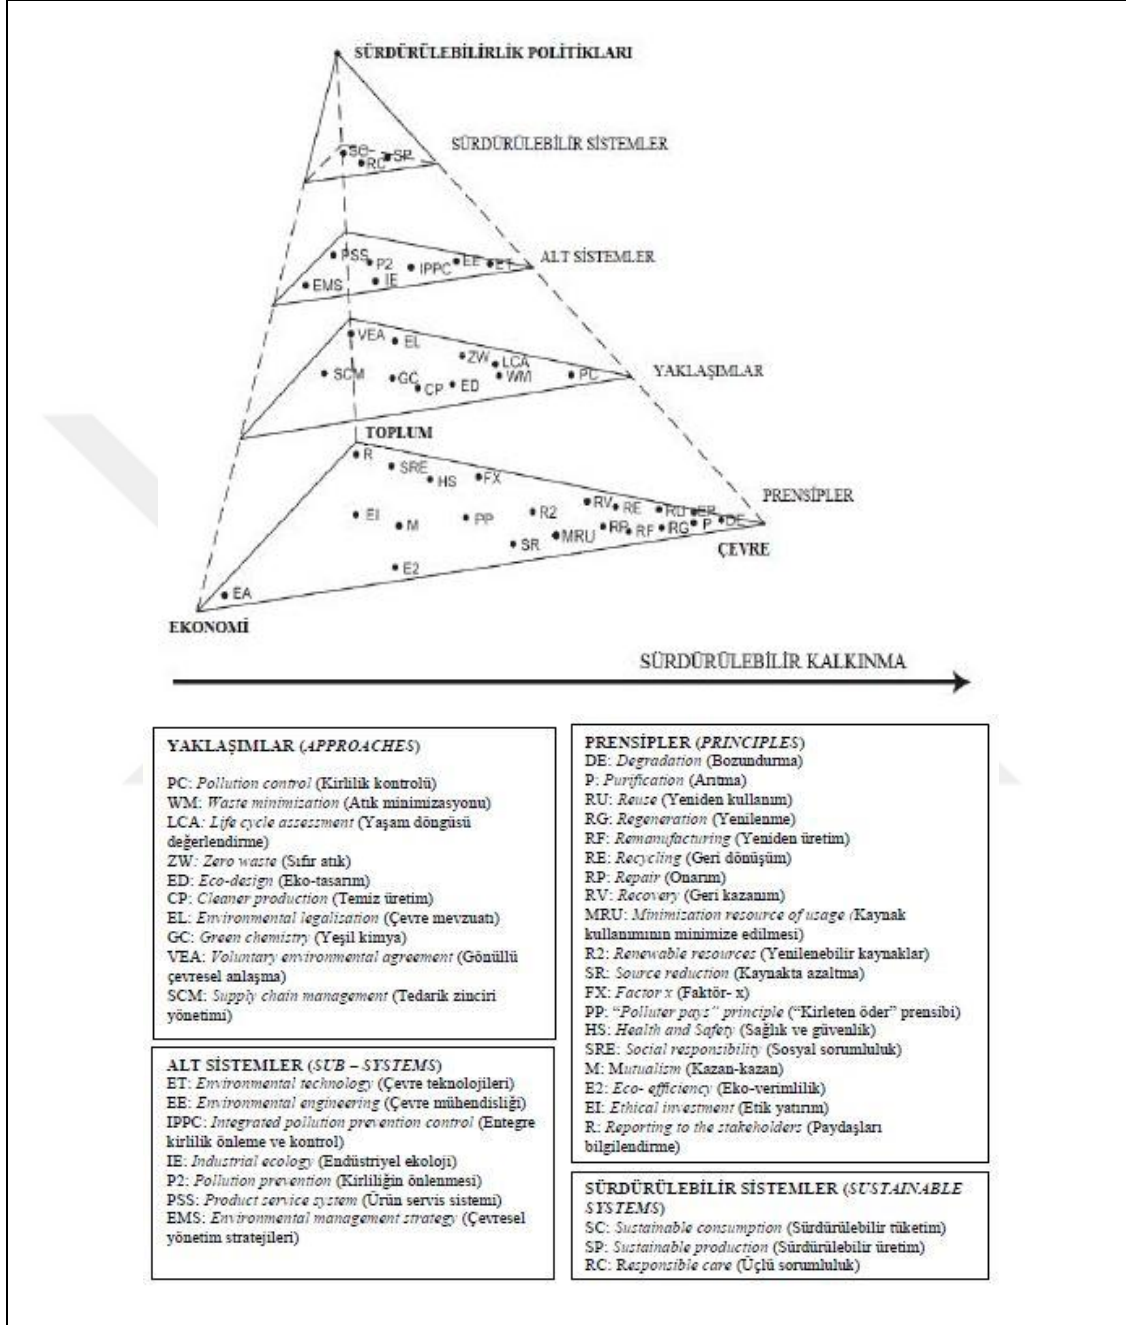 SÜRDÜRÜLEBİLİRLİK POLİTİKLARI
SÜRDÜRÜLEBİLİR SİSTEMLER
SC
SP
RC
ALT SİSTEMLER
PSS
P2
IPPC
EE
ET
EMS
IE
VEA
EL
ZW
LCA
SCM
GC
CP
ED
WM
PC
YAKLAŞIMLAR
TOPLUM
R
SRE
HS
FX
PRENSİPLER
EI
M
PP
R2
RV
RE
RU
DE
SR
MRU
RF
RG
P
ÇEVRE
E2
EA
EKONOMİ
SÜRDÜRÜLEBİLİR KALKINMA
YAKLAŞIMLAR (APPROACHES)
PC: Pollution control (Kirlilik kontrolü)
WM: Waste minimization (Atık minimizasyonu)
LCA: Life cycle assessment (Yaşam döngüsü
değerlendirme)
ZW: Zero waste (Sıfır atık)
ED: Eco-design (Eko-tasarım)
CP: Cleaner production (Temiz üretim)
EL: Environmental legalization (Çevre mevzuatı)
GC: Green chemistry (Yeşil kimya)
VEA: Voluntary environmental agreement (Gönüllü
çevresel anlaşma)
SCM: Supply chain management (Tedarik zinciri
yönetimi)
ALT SİSTEMLER (SUB – SYSTEMS)
ET: Environmental technology (Çevre teknolojileri)
EE: Environmental engineering (Çevre mühendisliği)
IPPC: Integrated pollution prevention control (Entegre
kirlilik önleme ve kontrol)
IE: Industrial ecology (Endüstriyel ekoloji)
P2: Pollution prevention (Kirliliğin önlenmesi)
PSS: Product service system (Ürün servis sistemi)
EMS: Environmental management strategy (Çevresel
yönetim stratejileri)
PRENSİPLER (PRINCIPLES)
DE: Degradation (Bozundurma)
P: Purification (Arıtma)
RU: Reuse (Yeniden kullanım)
RG: Regeneration (Yenilenme)
RF: Remanufacturing (Yeniden üretim)
RE: Recycling (Geri dönüşüm)
RP: Repair (Onarım)
RV: Recovery (Geri kazanım)
MRU: Minimization resource of usage (Kaynak
kullanımının minimize edilmesi)
R2: Renewable resources (Yenilenebilir kaynaklar)
SR: Source reduction (Kaynakta azaltma)
FX: Factor x (Faktör- x)
PP: “Polluter pays” principle (“Kirleten öder” prensibi)
HS: Health and Safety (Sağlık ve güvenlik)
SRE: Social responsibility (Sosyal sorumluluk)
M: Mutualism (Kazan-kazan)
E2: Eco- efficiency (Eko-verimlilik)
EI: Ethical investment (Etik yatırım)
R: Reporting to the stakeholders (Paydaşları
bilgilendirme)
SÜRDÜRÜLEBİLİR SİSTEMLER (SUSTAINABLE
SYSTEMS)
SC: Sustainable consumption (Sürdürülebilir tüketim)
SP: Sustainable production (Sürdürülebilir üretim)
RC: Responsible care (Üçlü sorumluluk)